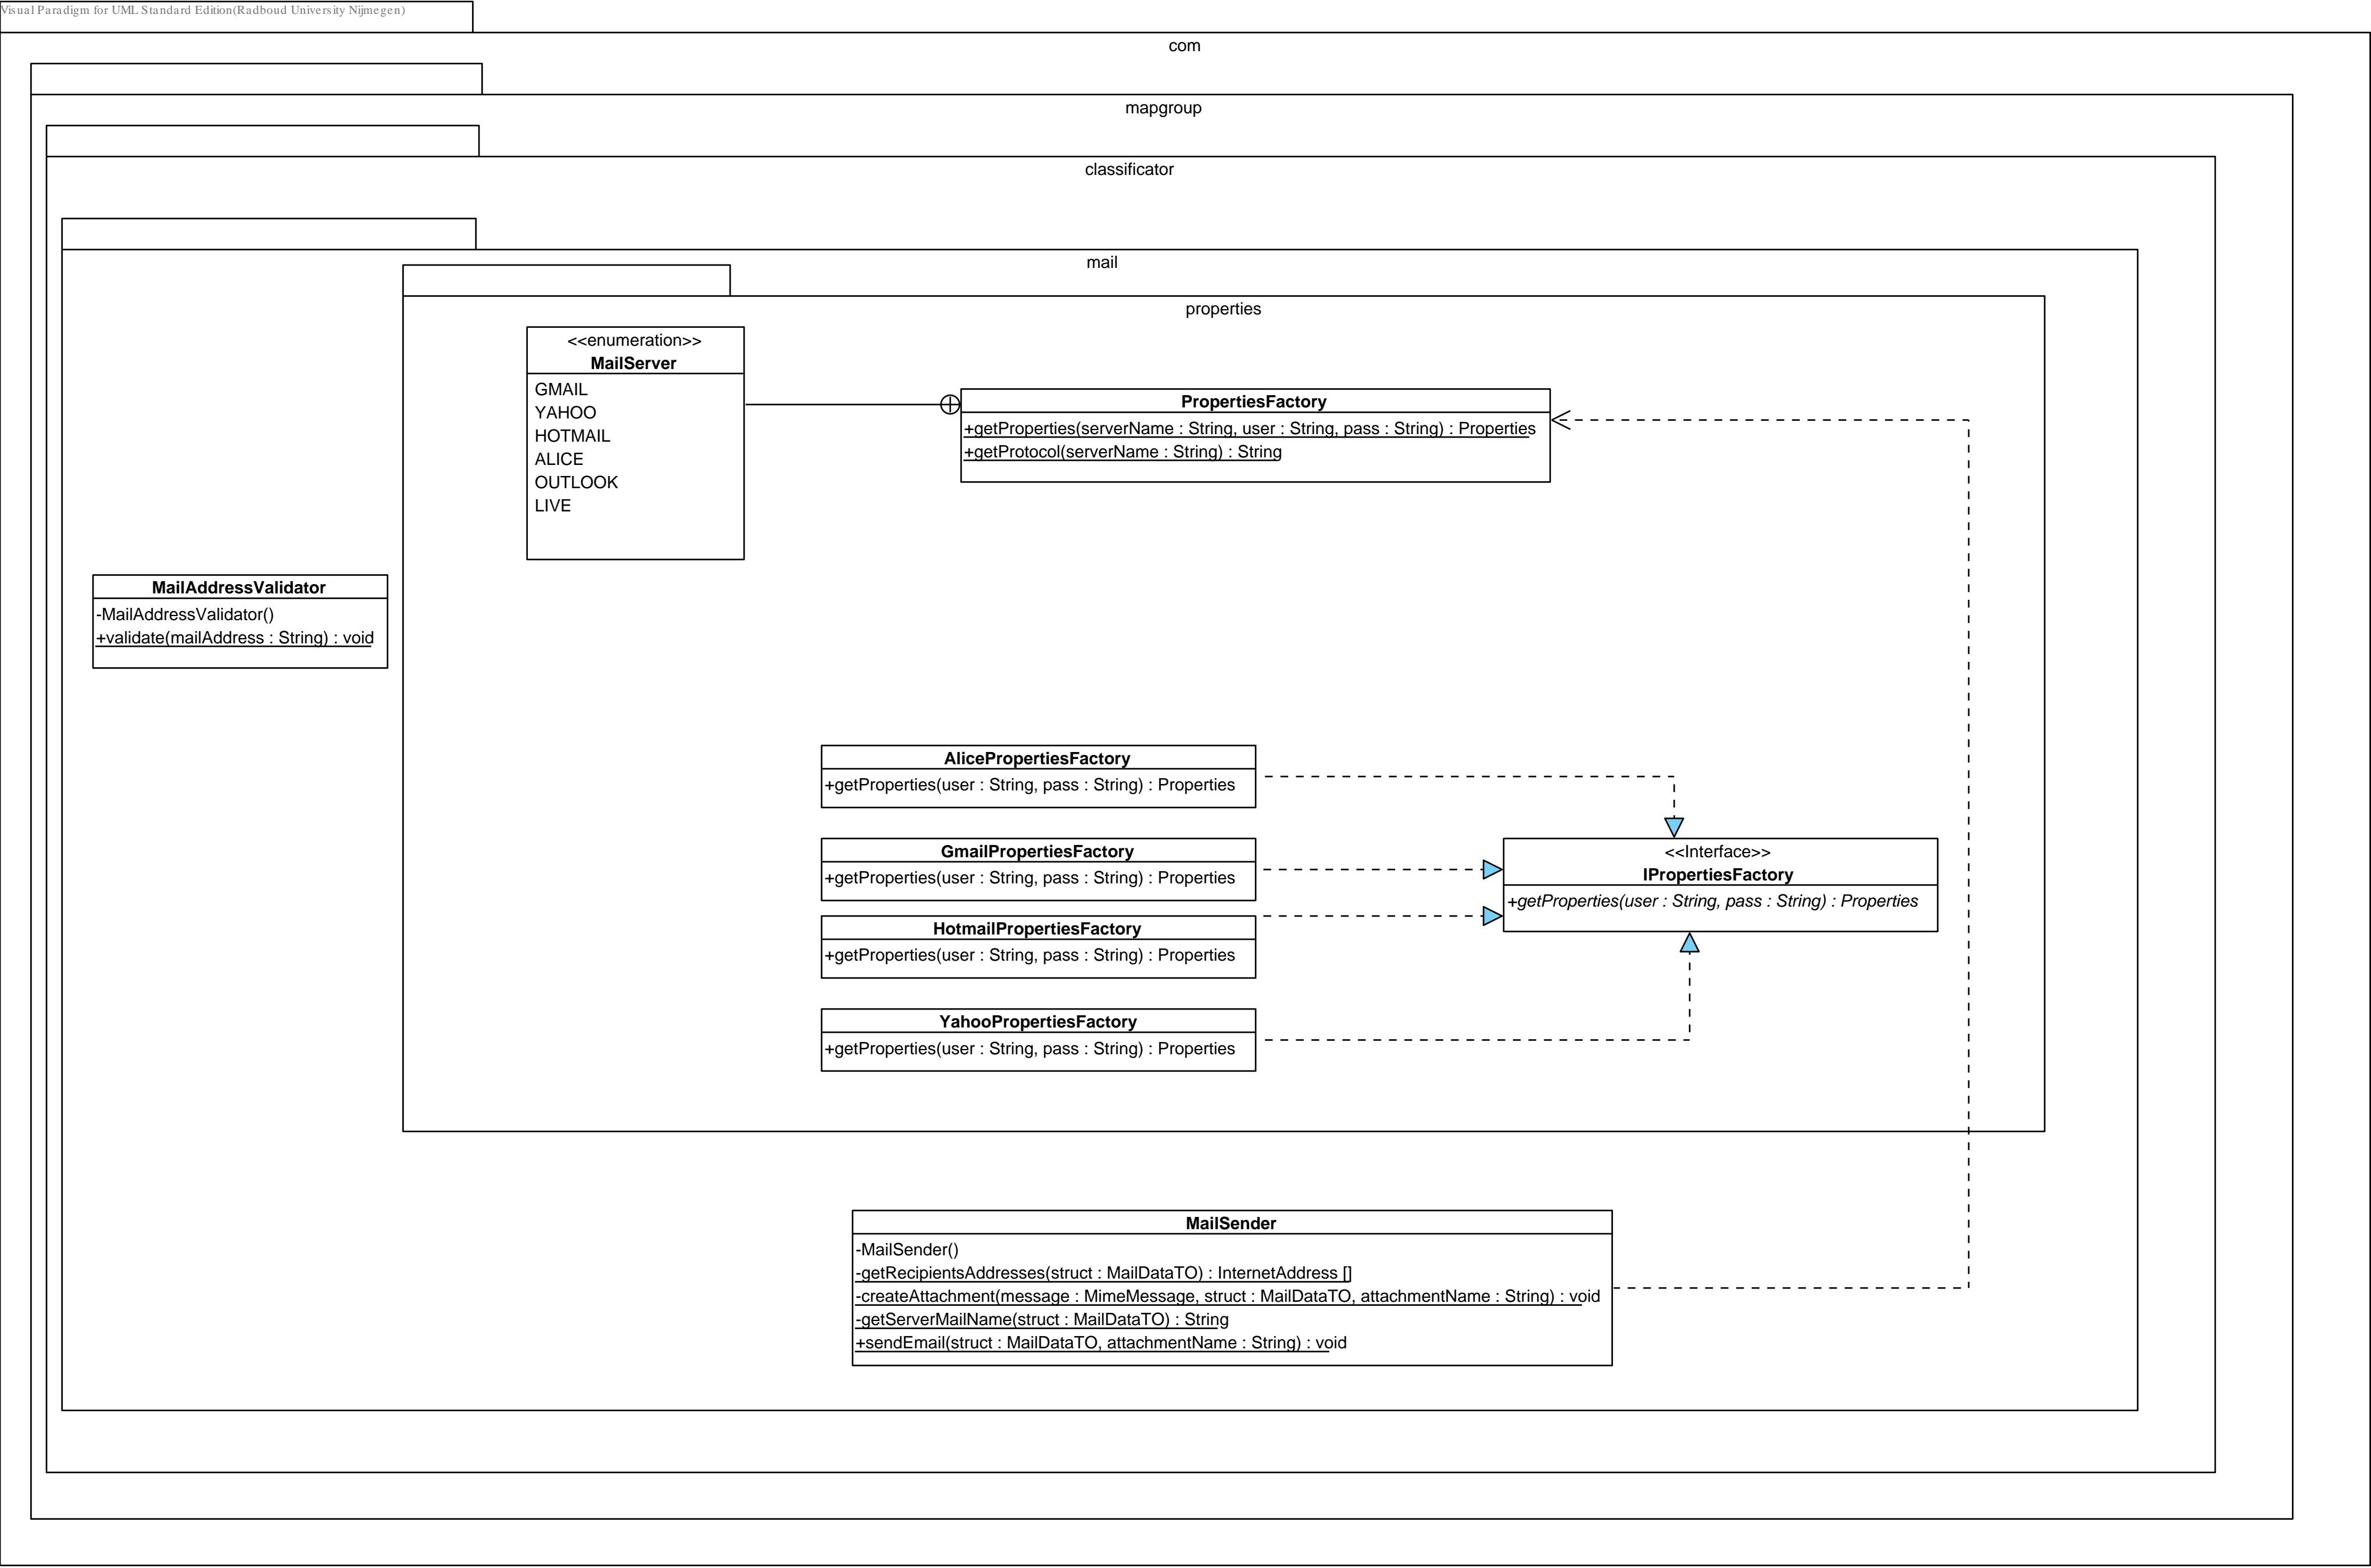 Visual Paradigm for UML Standard Edition(Radboud University Nijmegen)
com
mapgroup
classificator
mail
properties
<<enumeration>>
MailServer
GMAIL
YAHOO
HOTMAIL
ALICE
OUTLOOK
LIVE
PropertiesFactory
+getProperties(serverName : String, user : String, pass : String) : Properties
+getProtocol(serverName : String) : String
MailAddressValidator
-MailAddressValidator()
+validate(mailAddress : String) : void
AlicePropertiesFactory
+getProperties(user : String, pass : String) : Properties
GmailPropertiesFactory
+getProperties(user : String, pass : String) : Properties
HotmailPropertiesFactory
+getProperties(user : String, pass : String) : Properties
YahooPropertiesFactory
+getProperties(user : String, pass : String) : Properties
<<Interface>>
IPropertiesFactory
+getProperties(user : String, pass : String) : Properties
MailSender
-MailSender()
-getRecipientsAddresses(struct : MailDataTO) : InternetAddress []
-createAttachment(message : MimeMessage, struct : MailDataTO, attachmentName : String) : void
-getServerMailName(struct : MailDataTO) : String
+sendEmail(struct : MailDataTO, attachmentName : String) : void